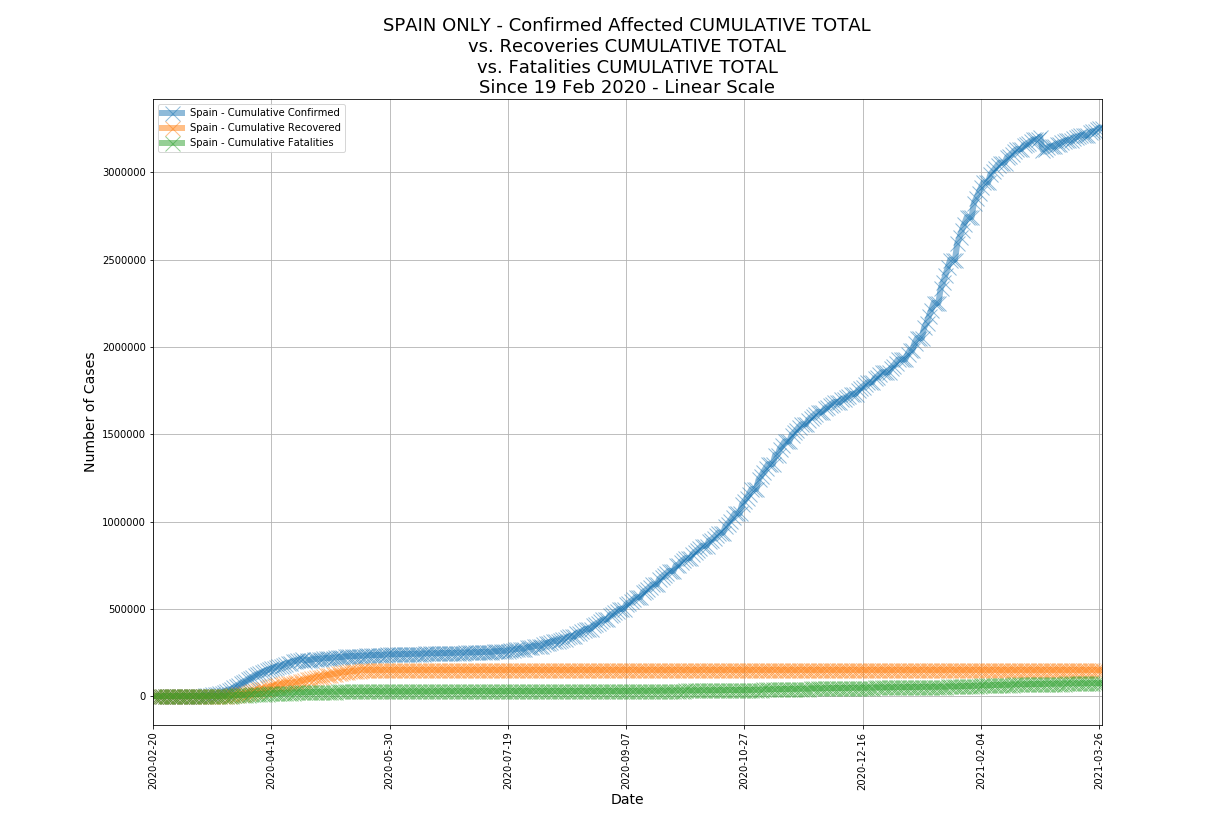 SPAIN ONLY - Confirmed Affected CUMULATIVE TOTAL
vs. Recoveries CUMULATIVE TOTAL
vs. Fatalities CUMULATIVE TOTAL
Since 19 Feb 2020 - Linear Scale
Spain - Cumulative Confirmed
Spain - Cumulative Recovered
Spain - Cumulative Fatalities
Number of Cases
3000000
2500000
2000000
1500000
1000000
500000
0
2020-02-20
2020-04-10
2020-05-30
2020-07-19
2020-09-07
2020-10-27
2020-12-16
2021-02-04
2021-03-26
Date